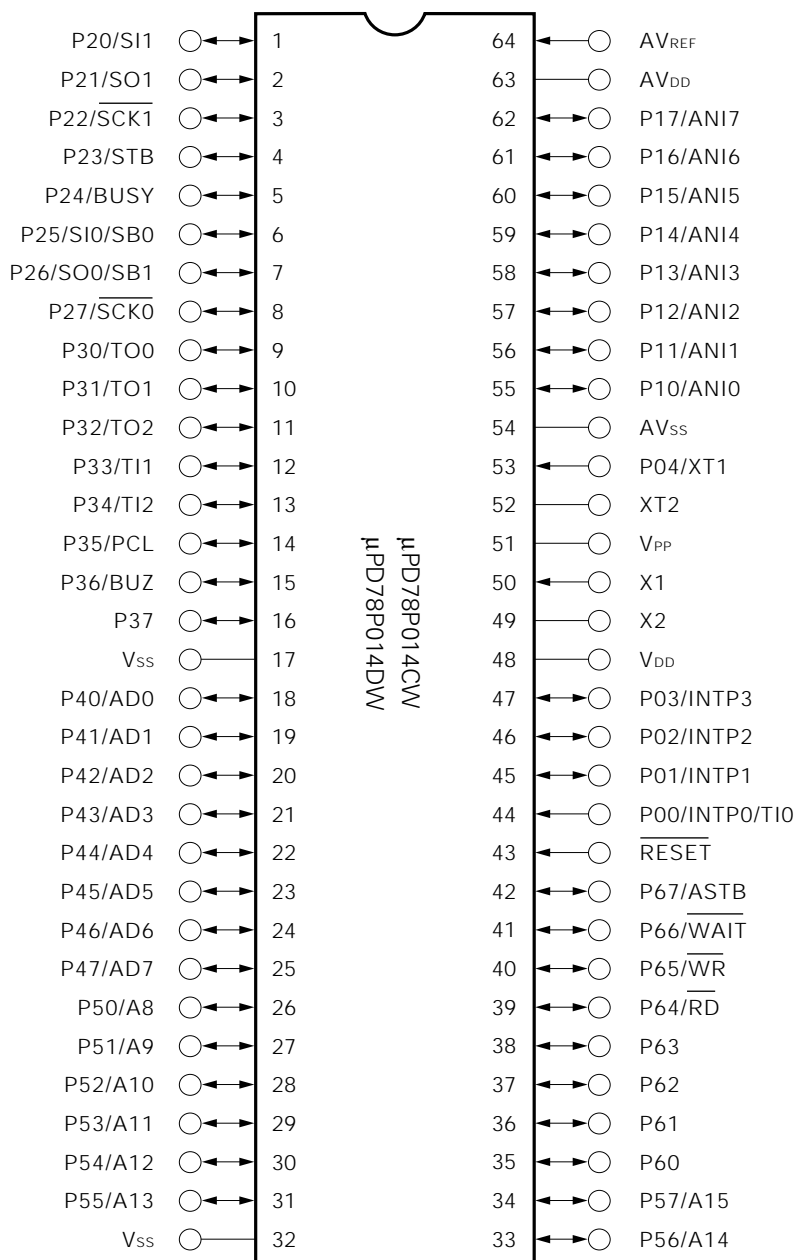 P20/SI1 1 64 AVREF
P21/SO1 2 63 AVDD
P22/SCK1 3 62 P17/ANI7
P23/STB 4 61 P16/ANI6
P24/BUSY 5 60 P15/ANI5
P25/SI0/SB0 6 59 P14/ANI4
P26/SO0/SB1 7 58 P13/ANI3
P27/SCK0 8 57 P12/ANI2
P30/TO0 9 56 P11/ANI1
P31/TO1 10 55 P10/ANI0
P32/TO2 11 54 AVSS
P33/TI1 12 53 P04/XT1
P34/TI2 13 52 XT2
P35/PCL 14 51 VPP
P36/BUZ 15 50 X1
P37 16 49 X2
VSS 17 48 VDD
P40/AD0 18 47 P03/INTP3
P41/AD1 19 46 P02/INTP2
P42/AD2 20 45 P01/INTP1
P43/AD3 21 44 P00/INTP0/TI0
P44/AD4 22 43 RESET
P45/AD5 23 42 P67/ASTB
P46/AD6 24 41 P66/WAIT
P47/AD7 25 40 P65/WR
P50/A8 26 39 P64/RD
P51/A9 27 38 P63
P52/A10 28 37 P62
P53/A11 29 36 P61
P54/A12 30 35 P60
P55/A13 31 34 P57/A15
VSS 32 33 P56/A14
µPD78P014CW
µPD78P014DW